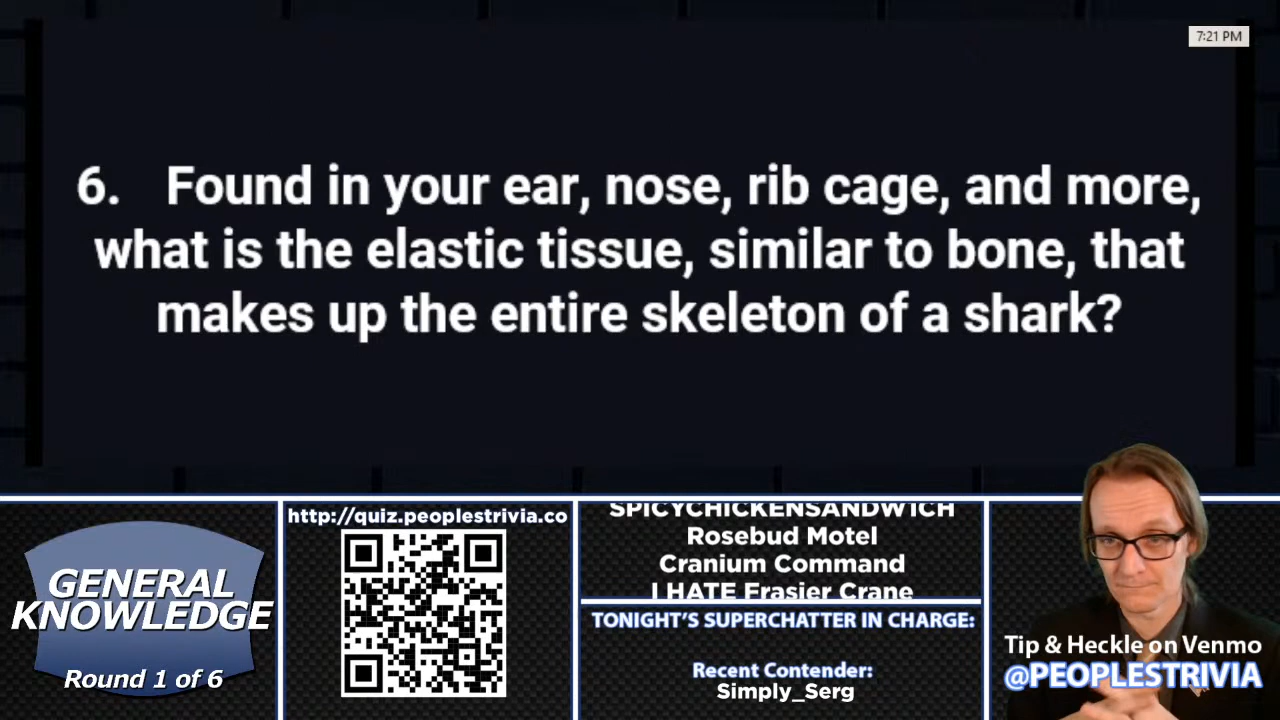 7:21 PM
6. Found in your ear, nose, rib cage, and more,
what is the elastic tissue, similar to bone, that
makes up the entire skeleton of a shark?
GENERAL
KNOWLEDGE
Round 1 of 6
http://quiz.peoplestrivia.co
SPICYCHICKENSANDWICH
Rosebud Motel
Cranium Command
I HATE Frasier Crane
TONIGHT'S SUPERCHATTER IN CHARGE:
Recent Contender:
Simply_Serg
Tip & Heckle on Venmo
@PEOPLESTRIVIA